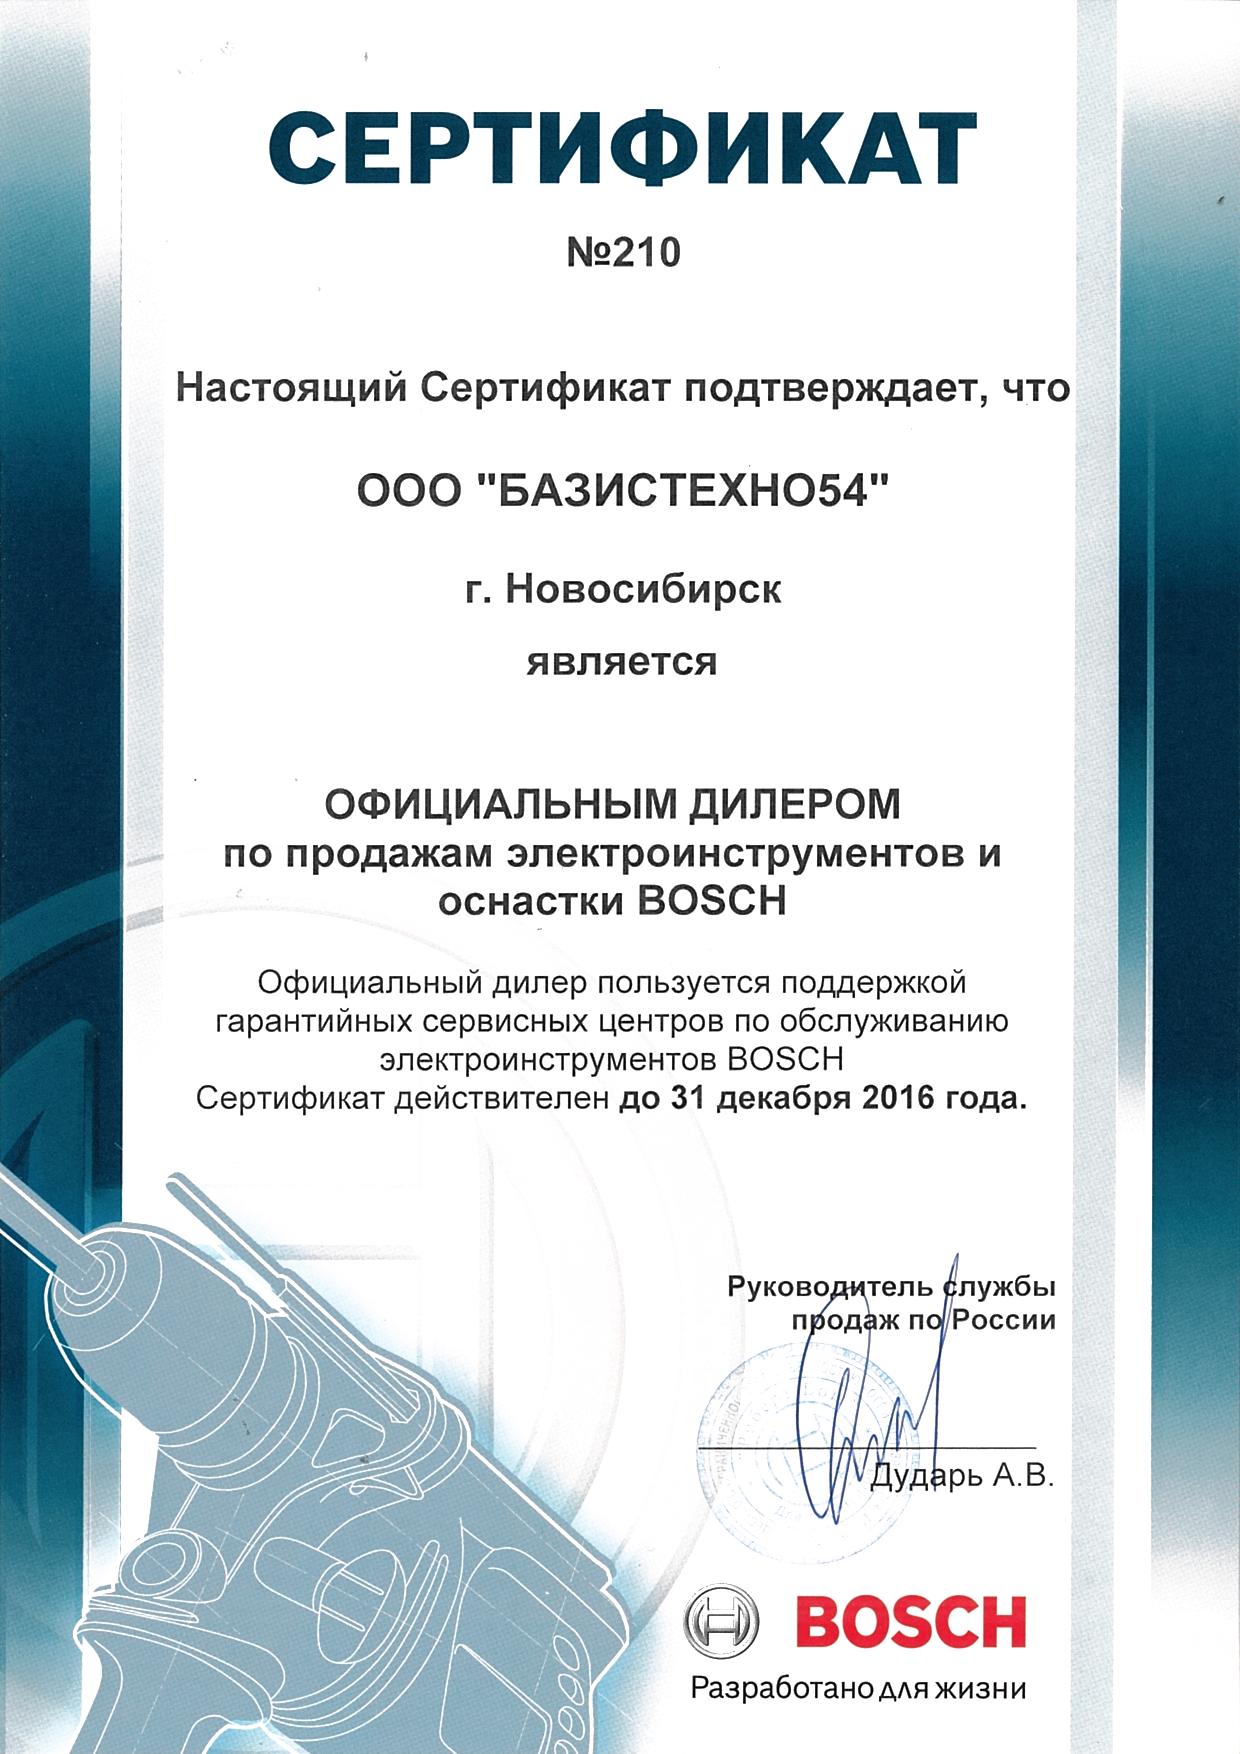 СЕРТИФИКАТ
№210
Настоящий Сертификат подтверждает, что
ООО "БАЗИСТЕХНО54"
г. Новосибирск
является
ОФИЦИАЛЬНЫМ ДИЛЕРОМ
по продажам электроинструментов и
оснастки BOSCH
Официальный дилер пользуется поддержкой
гарантийных сервисных центров по обслуживанию
электроинструментов BOSCH
Сертификат действителен до 31 декабря 2016 года.
Руководитель службы
продаж по России
Дударь А.В.
BOSCH
Разработано для жизни